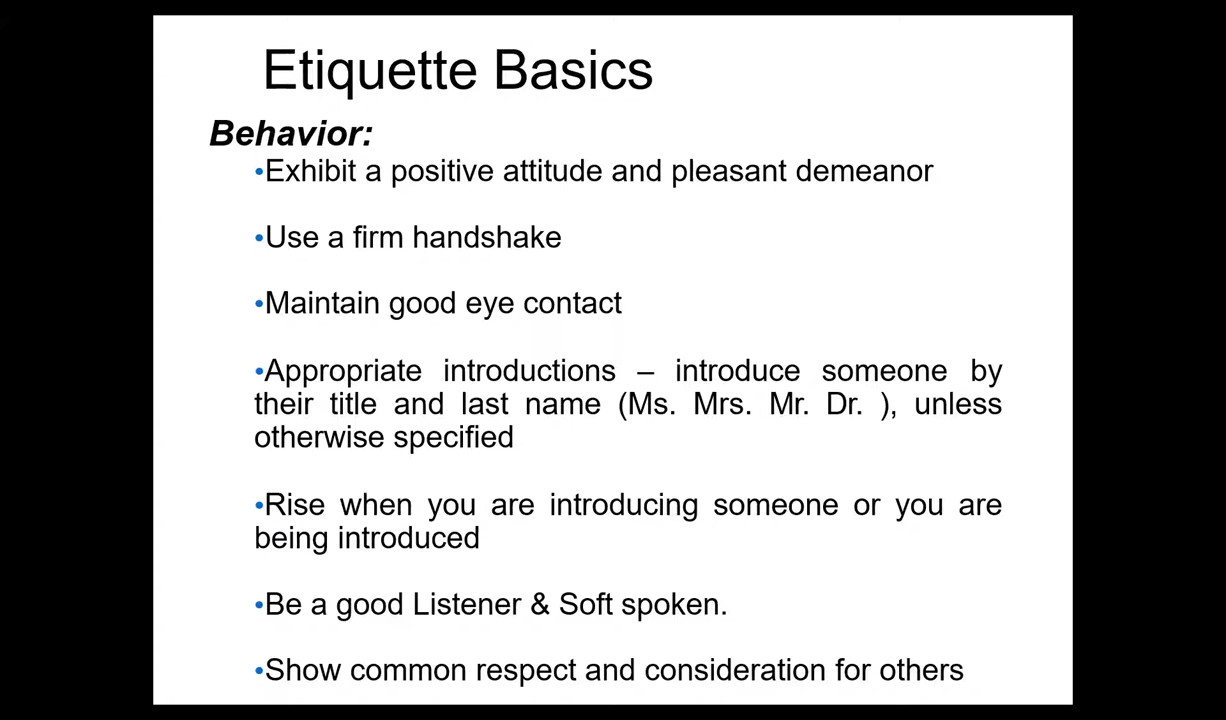 Etiquette Basics
Behavior:
•Exhibit a positive attitude and pleasant demeanor
•Use a firm handshake
•Maintain good eye contact
•Appropriate introductions – introduce someone by
their title and last name (Ms. Mrs. Mr. Dr. ), unless
otherwise specified
•Rise when you are introducing someone or you are
being introduced
•Be a good Listener & Soft spoken.
•Show common respect and consideration for others